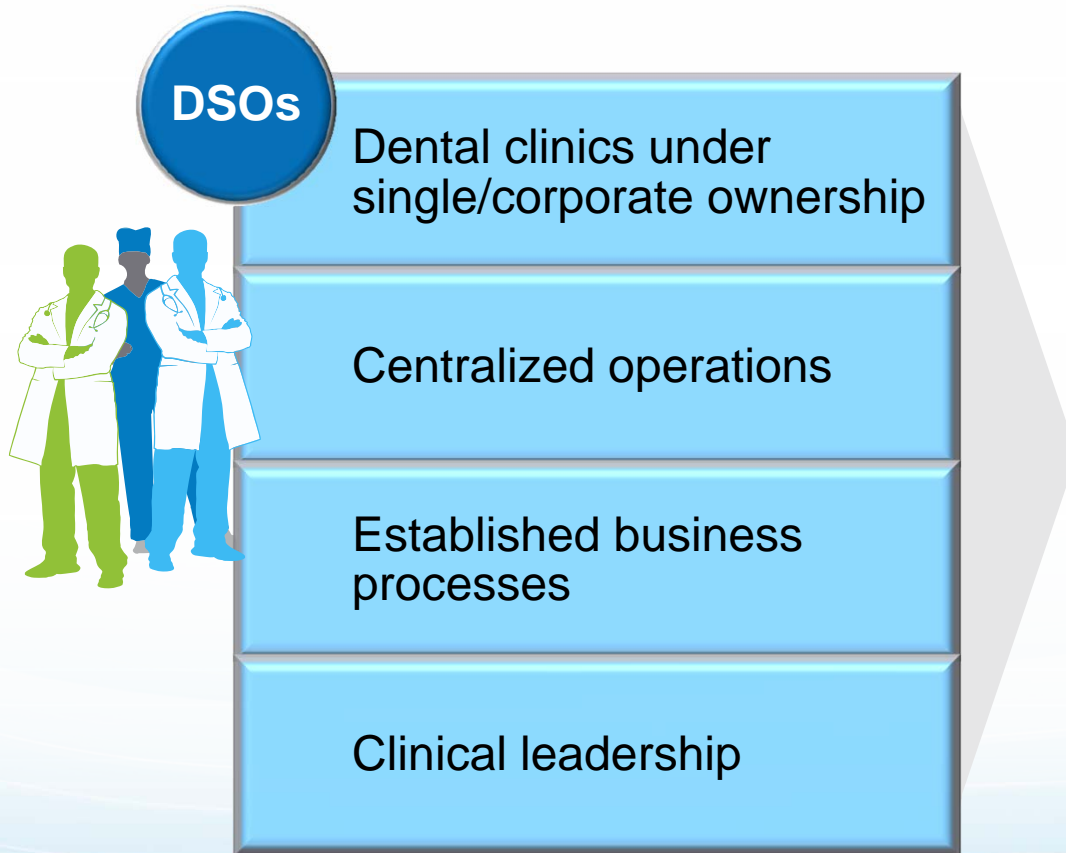 DSOs
Dental clinics under
single/corporate ownership
Centralized operations
Established business
processes
Clinical leadership